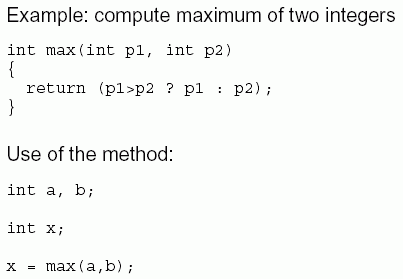 Example: compute maximum of two integers
int max(int p1, int p2)
{
  return (p1>p2 ? p1 : p2);
}
Use of the method:
int a, b;
int x;
x = max(a,b);